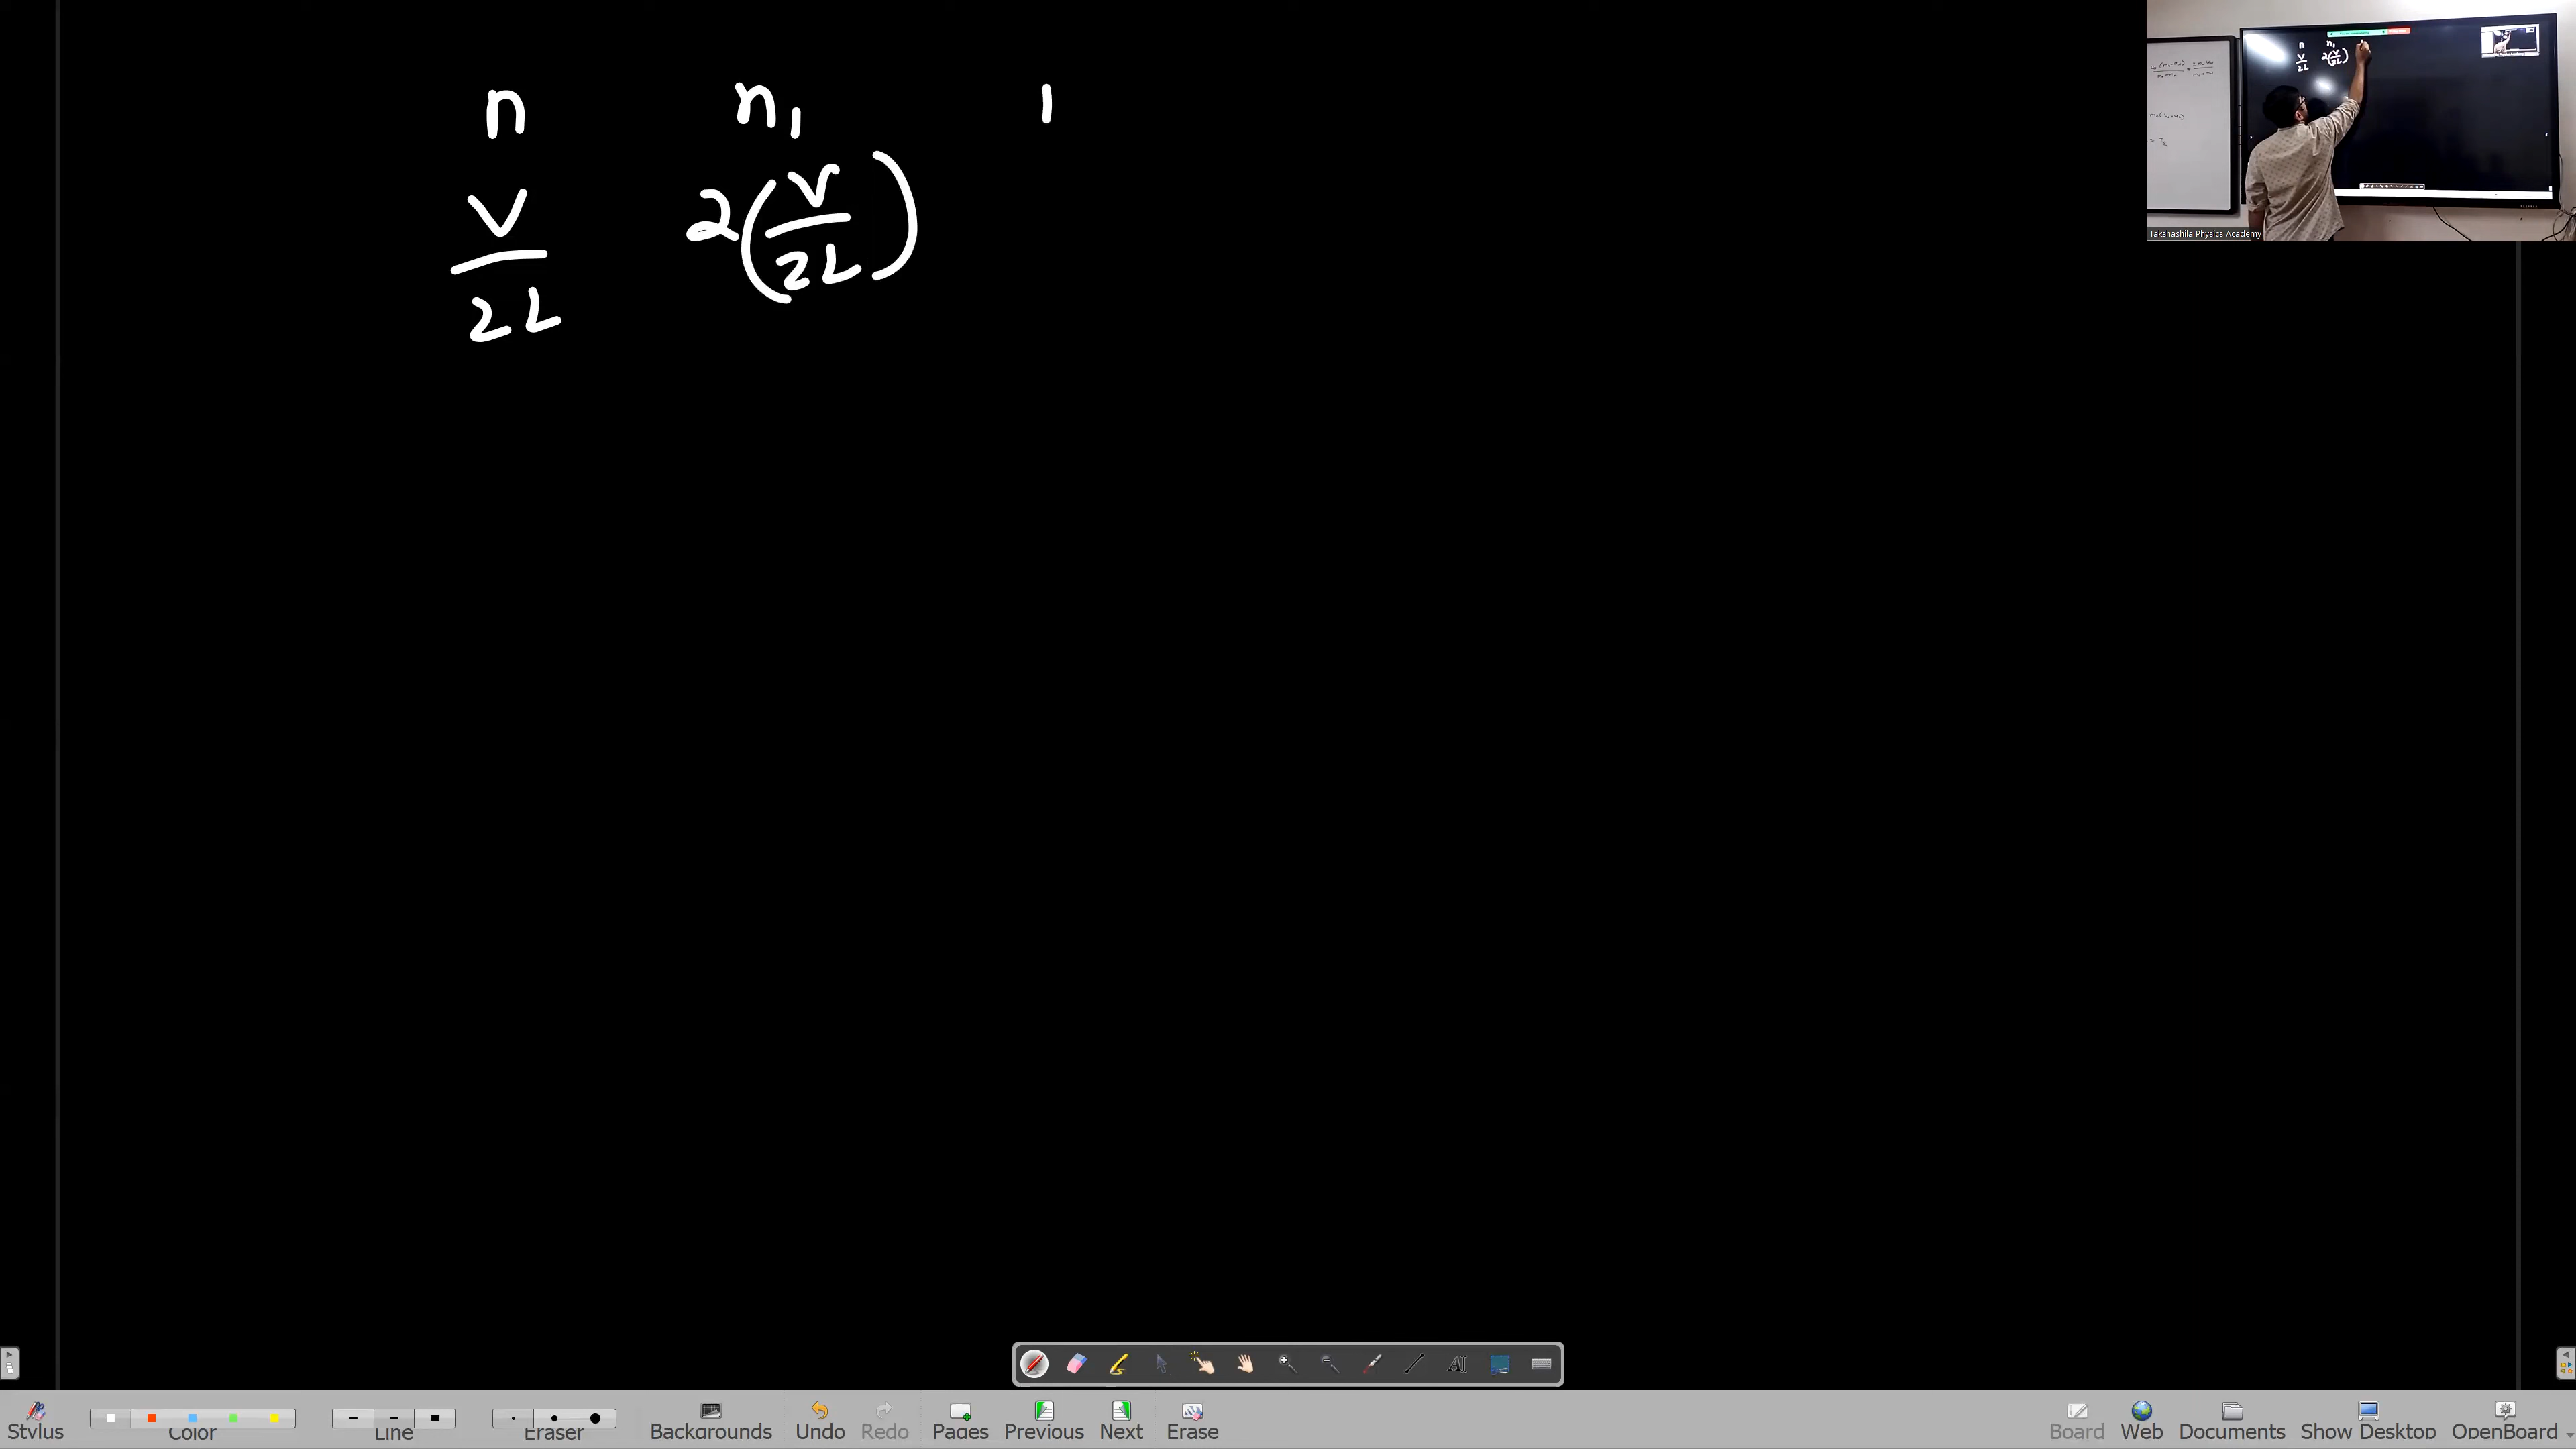 n n₁ 1
V/2L 2(V/2L)
Takshashila Physics Academy
Stylus Color Line Eraser Backgrounds Undo Redo Pages Previous Next Erase Board Web Documents Show Desktop OpenBoard